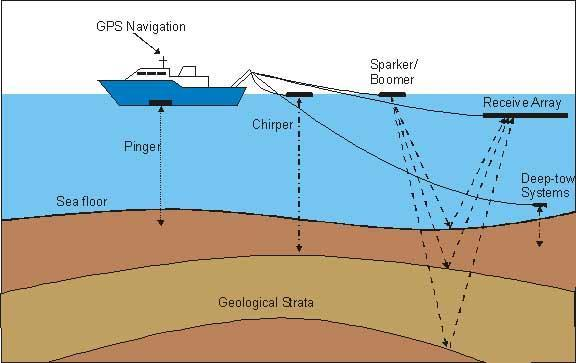 GPS Navigation
Sparker/
Boomer
Receive Array
Chirper
Pinger
Deep-tow
Systems
Sea floor
Geological Strata